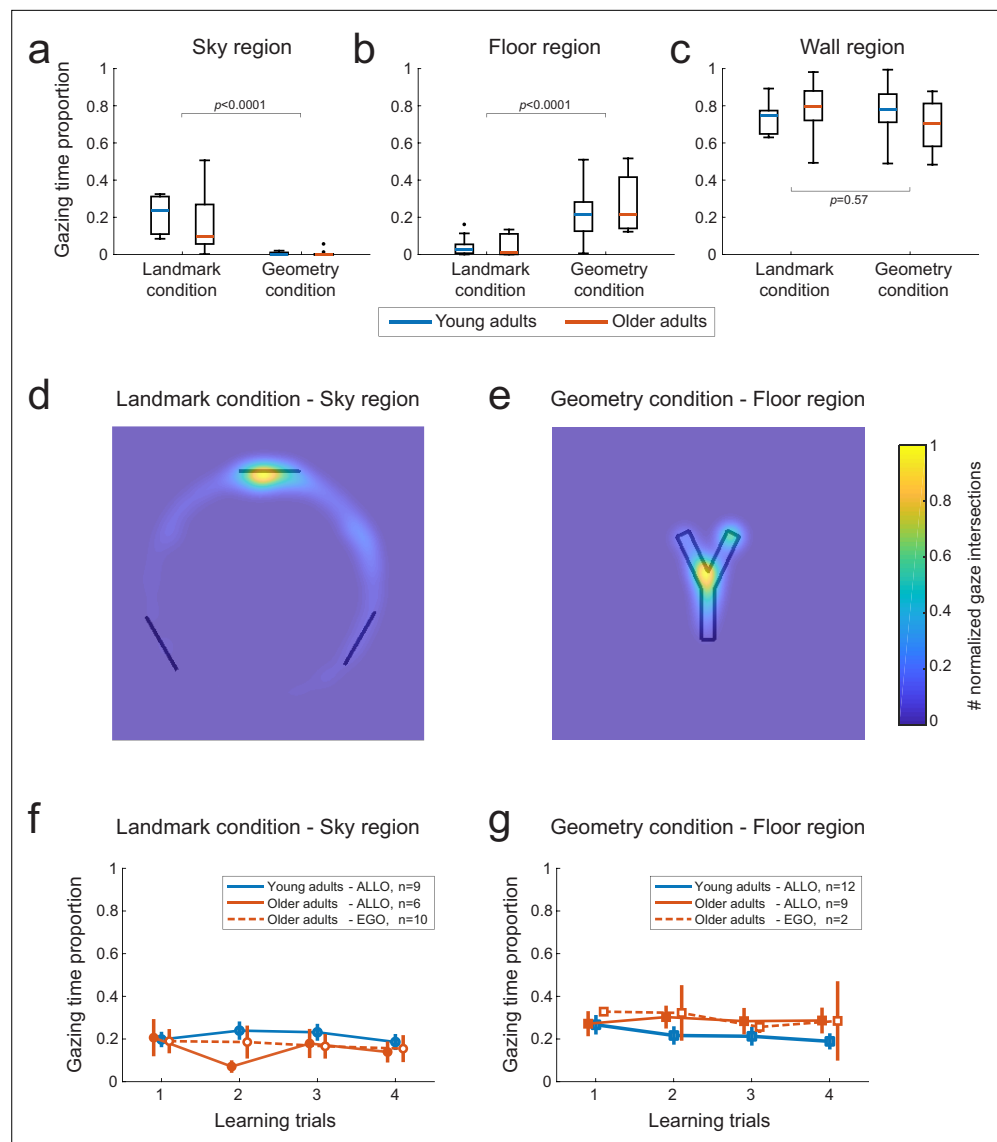 a
Sky region
b
Floor region
c
Wall region
Gazing time proportion
1
0.8
0.6
0.4
0.2
0
p<0.0001
Landmark condition
Geometry condition
1
0.8
0.6
0.4
0.2
0
p<0.0001
Landmark condition
Geometry condition
1
0.8
0.6
0.4
0.2
0
p=0.57
Landmark condition
Geometry condition
Young adults
Older adults
d
Landmark condition - Sky region
e
Geometry condition - Floor region
1
0.8
0.6
0.4
0.2
0
# normalized gaze intersections
f
Landmark condition - Sky region
g
Geometry condition - Floor region
Gazing time proportion
1
0.8
0.6
0.4
0.2
0
Young adults - ALLO, n=9
Older adults - ALLO, n=6
Older adults - EGO, n=10
1 2 3 4
Learning trials
Gazing time proportion
1
0.8
0.6
0.4
0.2
0
Young adults - ALLO, n=12
Older adults - ALLO, n=9
Older adults - EGO, n=2
1 2 3 4
Learning trials